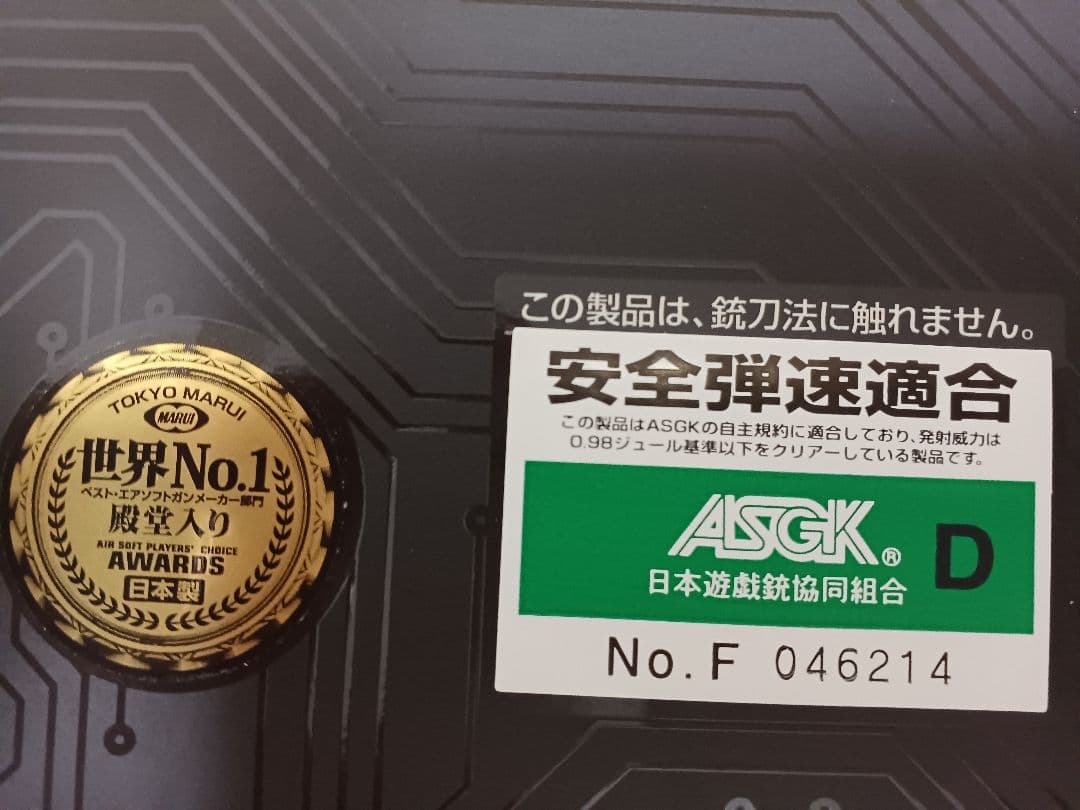 TOKYO MARUI
MARUI
世界No.1
ベスト・エアソフトガンメーカー部門
殿堂入り
AIR SOFT PLAYERS' CHOICE
AWARDS
日本製
この製品は、銃刀法に触れません。
安全弾速適合
この製品はASGKの自主規約に適合しており、発射威力は
0.98ジュール基準以下をクリアーしている製品です。
ASGK® D
日本遊戯銃協同組合
No. F 046214